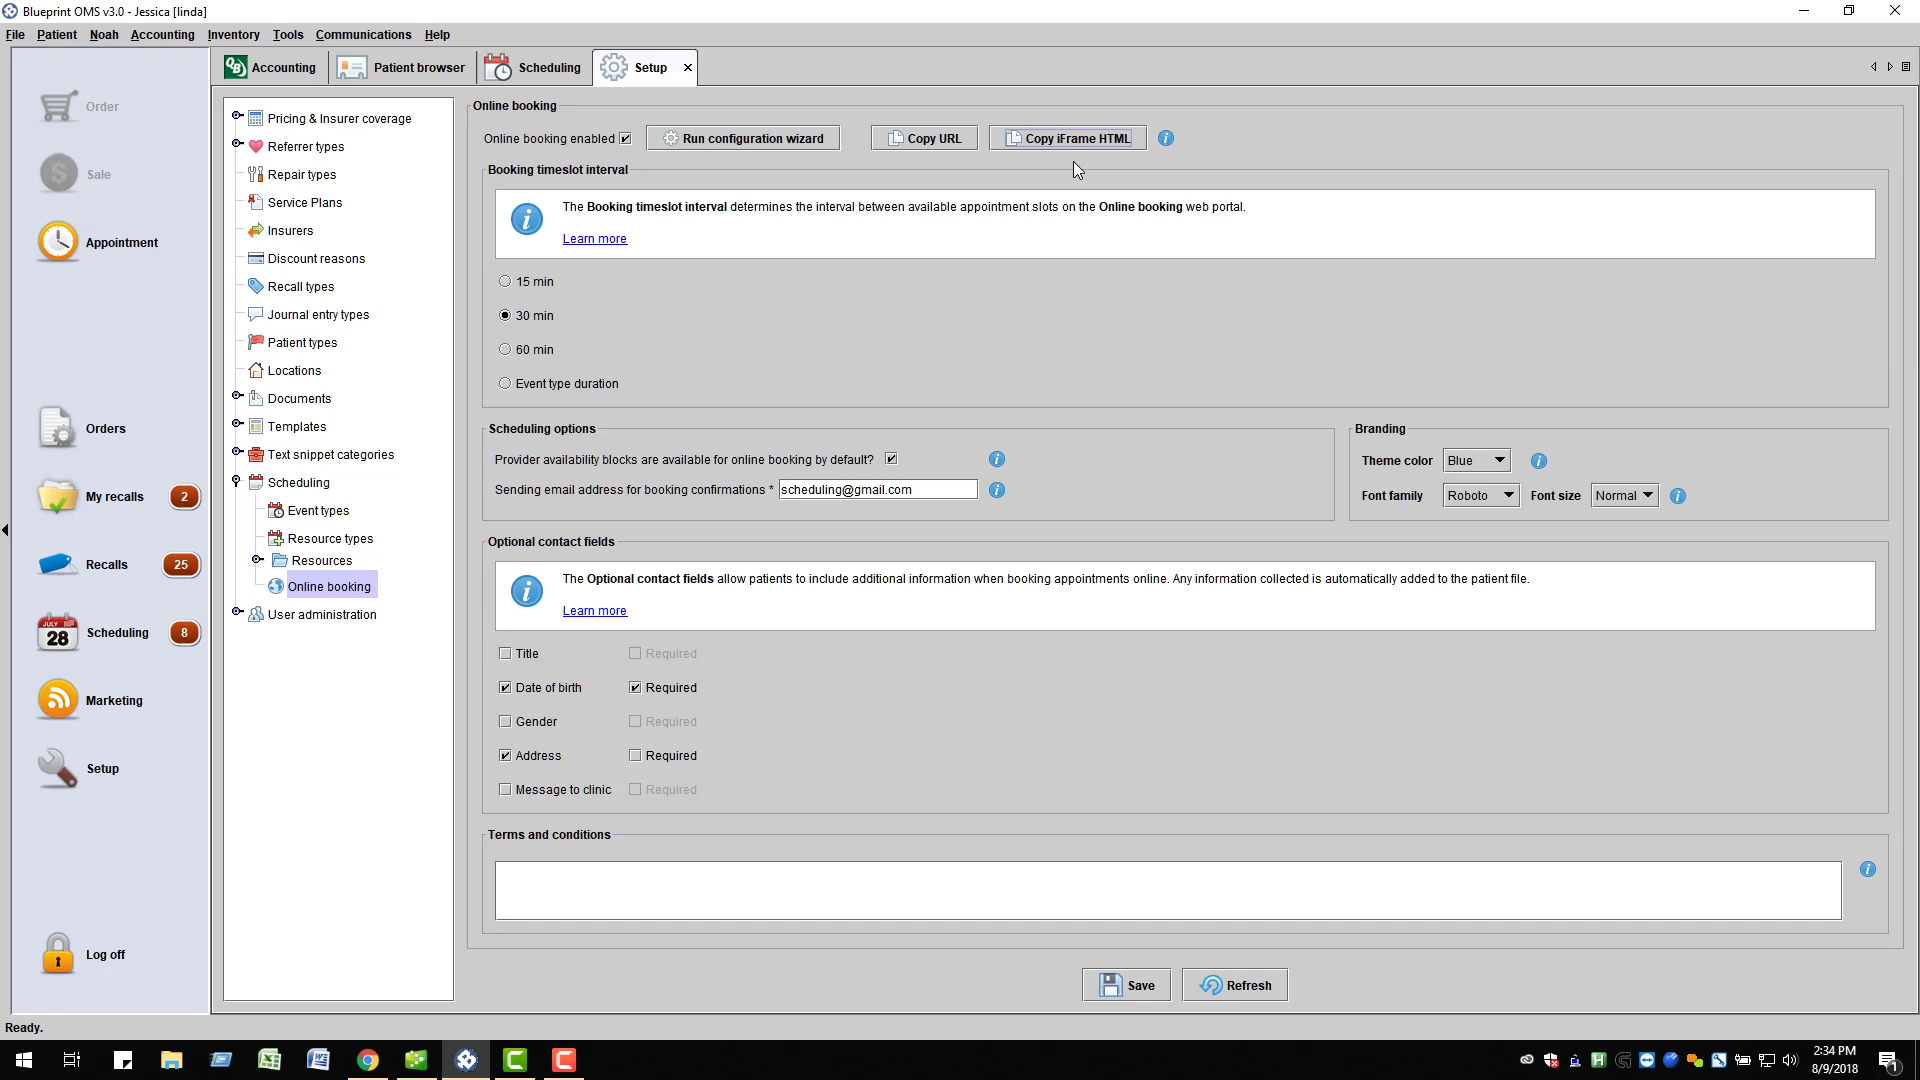 Blueprint OMS v3.0 - Jessica [linda]
File Patient Noah Accounting Inventory Tools Communications Help
Accounting
Patient browser
Scheduling
Setup
Order
Sale
Appointment
Orders
My recalls 2
Recalls 25
JULY
28
Scheduling 8
Marketing
Setup
Log off
Pricing & Insurer coverage
Referrer types
Repair types
Service Plans
Insurers
Discount reasons
Recall types
Journal entry types
Patient types
Locations
Documents
Templates
Text snippet categories
Scheduling
Event types
Resource types
Resources
Online booking
User administration
Online booking
Online booking enabled Run configuration wizard Copy URL Copy iFrame HTML
Booking timeslot interval
The Booking timeslot interval determines the interval between available appointment slots on the Online booking web portal.
Learn more
15 min
30 min
60 min
Event type duration
Scheduling options
Provider availability blocks are available for online booking by default?
Sending email address for booking confirmations * scheduling@gmail.com
Branding
Theme color Blue
Font family Roboto Font size Normal
Optional contact fields
The Optional contact fields allow patients to include additional information when booking appointments online. Any information collected is automatically added to the patient file.
Learn more
Title Required
Date of birth Required
Gender Required
Address Required
Message to clinic Required
Terms and conditions
Save Refresh
Ready.
2:34 PM
8/9/2018
1